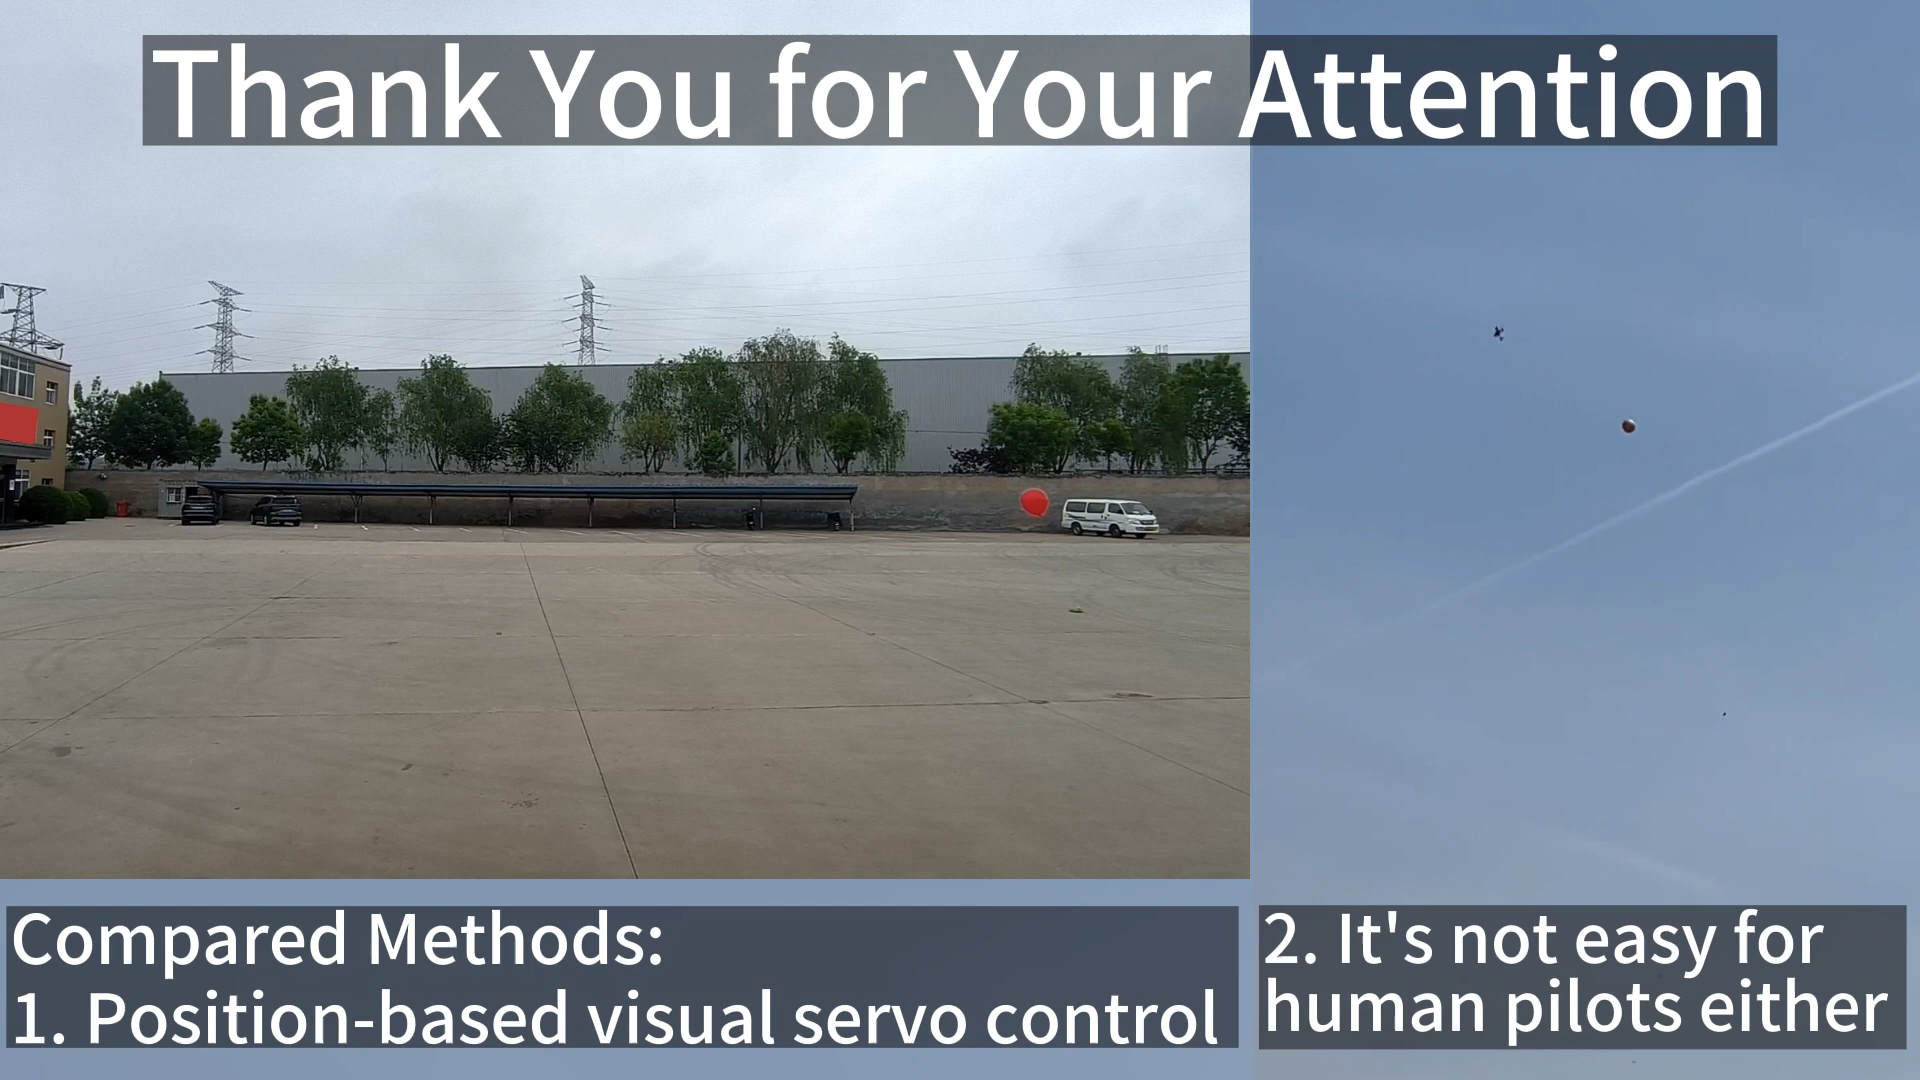 Thank You for Your Attention
Compared Methods:
1. Position-based visual servo control
2. It's not easy for
human pilots either